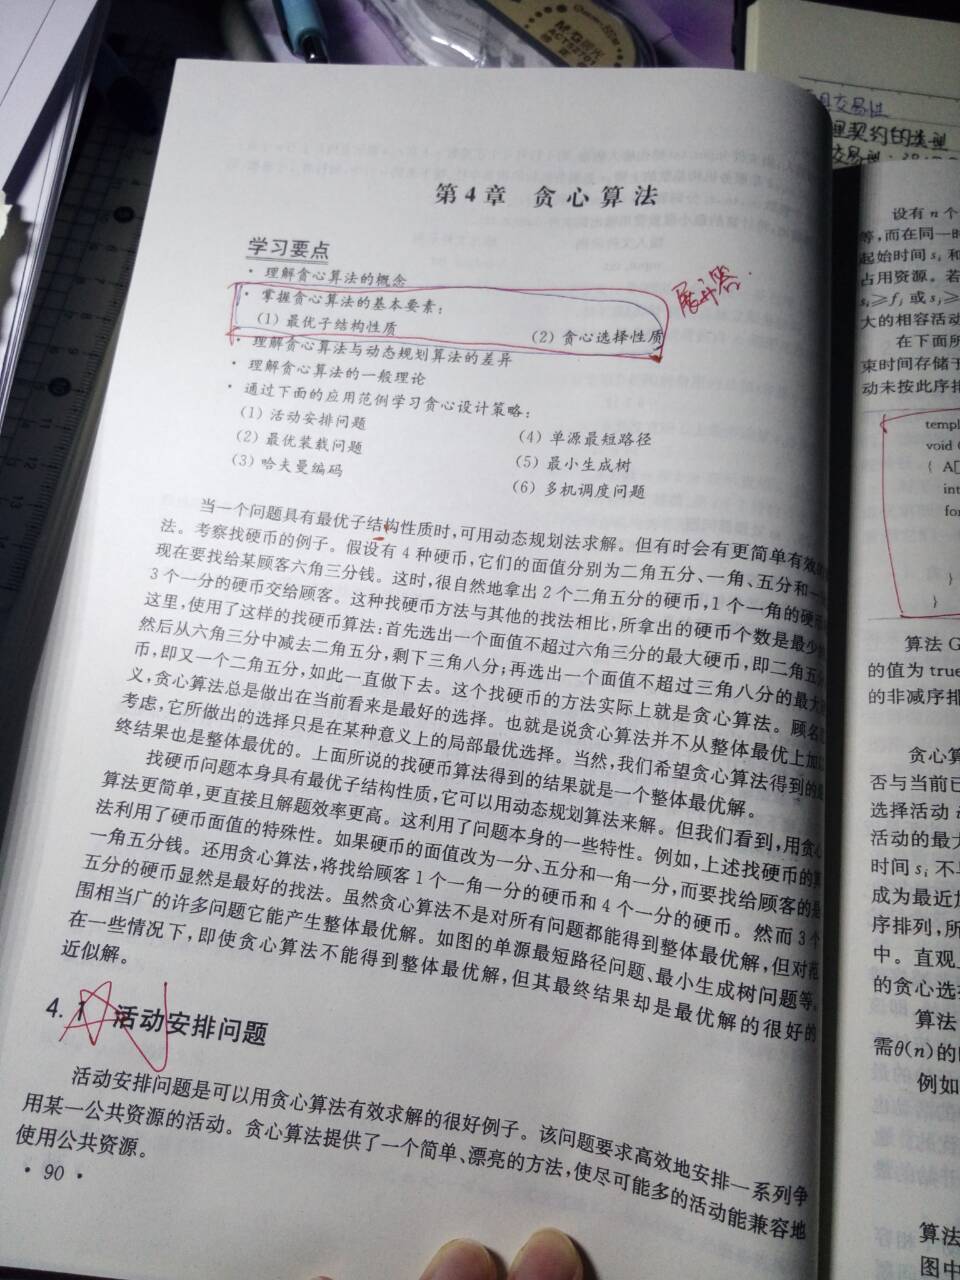 第4章 贪心算法
学习要点
· 理解贪心算法的概念
· 掌握贪心算法的基本要素:
(1) 最优子结构性质
(2) 贪心选择性质
· 理解贪心算法与动态规划算法的差异
· 理解贪心算法的一般理论
· 通过下面的应用范例学习贪心设计策略:
(1) 活动安排问题
(2) 最优装载问题
(3) 哈夫曼编码
(4) 单源最短路径
(5) 最小生成树
(6) 多机调度问题
当一个问题具有最优子结构性质时,可用动态规划法求解。但有时会有更简单有效的
法。考察找硬币的例子。假设有4种硬币,它们的面值分别为二角五分、一角、五分和一
现在要找给某顾客六角三分钱。这时,很自然地拿出2个二角五分的硬币,1个一角的硬币
3个一分的硬币交给顾客。这种找硬币方法与其他的找法相比,所拿出的硬币个数是最少
这里,使用了这样的找硬币算法:首先选出一个面值不超过六角三分的最大硬币,即二角五分
然后从六角三分中减去二角五分,剩下三角八分;再选出一个面值不超过三角八分的最大
币,即又一个二角五分,如此一直做下去。这个找硬币的方法实际上就是贪心算法。顾名
义,贪心算法总是做出在当前看来是最好的选择。也就是说贪心算法并不从整体最优上加
考虑,它所做出的选择只是在某种意义上的局部最优选择。当然,我们希望贪心算法得到的
终结果也是整体最优的。上面所说的找硬币算法得到的结果就是一个整体最优解。
找硬币问题本身具有最优子结构性质,它可以用动态规划算法来解。但我们看到,用贪心
算法更简单,更直接且解题效率更高。这利用了问题本身的一些特性。例如,上述找硬币的算
法利用了硬币面值的特殊性。如果硬币的面值改为一分、五分和一角一分,而要找给顾客的是
一角五分钱。还用贪心算法,将找给顾客1个一角一分的硬币和4个一分的硬币。然而3个
五分的硬币显然是最好的找法。虽然贪心算法不是对所有问题都能得到整体最优解,但对范
围相当广的许多问题它能产生整体最优解。如图的单源最短路径问题、最小生成树问题等。
在一些情况下,即使贪心算法不能得到整体最优解,但其最终结果却是最优解的很好的
近似解。
4.1 活动安排问题
活动安排问题是可以用贪心算法有效求解的很好例子。该问题要求高效地安排一系列争
用某一公共资源的活动。贪心算法提供了一个简单、漂亮的方法,使尽可能多的活动能兼容地
使用公共资源。
· 90 ·
交易性
契约的类型
设有 n 个
等,而在同一时
起始时间 si 和
占用资源。若
si≥fj 或 sj≥
大的相容活动
在下面所
束时间存储于
动未按此序排
templ
void G
{ A[
int
for
}
}
算法 G
的值为 true
的非减序排
贪心算
否与当前已
选择活动 i
活动的最大
时间 si 不
成为最近加
序排列,所
中。直观上
的贪心选择
算法
需θ(n)的
例如
算法
图中